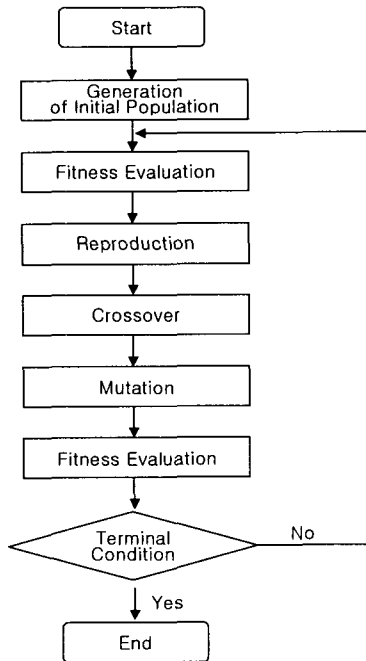 Start
Generation
of Initial Population
Fitness Evaluation
Reproduction
Crossover
Mutation
Fitness Evaluation
Terminal
Condition
No
Yes
End